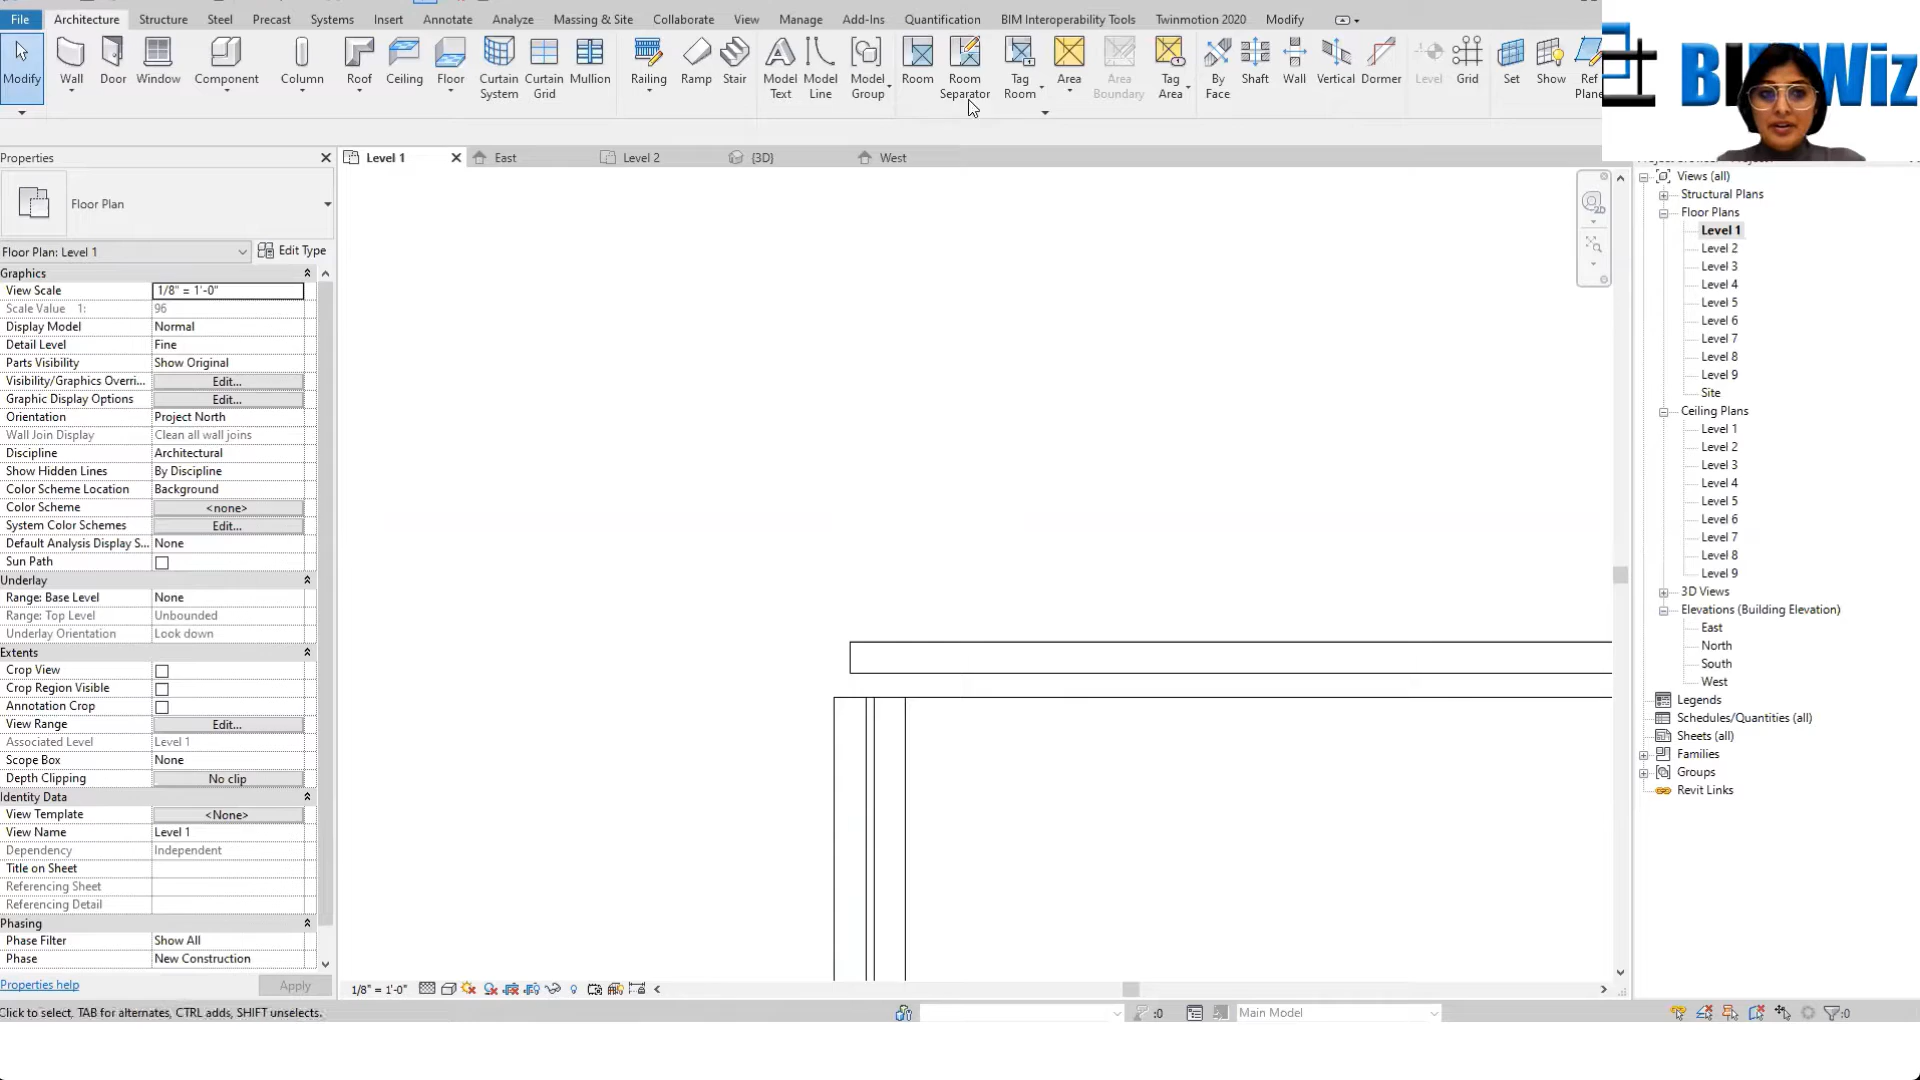 File Architecture Structure Steel Precast Systems Insert Annotate Analyze Massing & Site Collaborate View Manage Add-Ins Quantification BIM Interoperability Tools Twinmotion 2020 Modify
Modify Wall Door Window Component Column Roof Ceiling Floor Curtain System Curtain Grid Mullion Railing Ramp Stair Model Text Model Line Model Group Room Room Separator Tag Room Area Area Boundary Tag Area By Face Shaft Wall Vertical Dormer Level Grid Set Show Ref Plane
Properties
Level 1 East Level 2 {3D} West
Floor Plan
Floor Plan: Level 1 Edit Type
Graphics
View Scale 1/8" = 1'-0"
Scale Value 1: 96
Display Model Normal
Detail Level Fine
Parts Visibility Show Original
Visibility/Graphics Overri... Edit...
Graphic Display Options Edit...
Orientation Project North
Wall Join Display Clean all wall joins
Discipline Architectural
Show Hidden Lines By Discipline
Color Scheme Location Background
Color Scheme <none>
System Color Schemes Edit...
Default Analysis Display S... None
Sun Path
Underlay
Range: Base Level None
Range: Top Level Unbounded
Underlay Orientation Look down
Extents
Crop View
Crop Region Visible
Annotation Crop
View Range Edit...
Associated Level Level 1
Scope Box None
Depth Clipping No clip
Identity Data
View Template <None>
View Name Level 1
Dependency Independent
Title on Sheet
Referencing Sheet
Referencing Detail
Phasing
Phase Filter Show All
Phase New Construction
Properties help Apply
1/8" = 1'-0"
Click to select, TAB for alternates, CTRL adds, SHIFT unselects.
:0 Main Model :0
2D
Views (all)
Structural Plans
Floor Plans
Level 1
Level 2
Level 3
Level 4
Level 5
Level 6
Level 7
Level 8
Level 9
Site
Ceiling Plans
Level 1
Level 2
Level 3
Level 4
Level 5
Level 6
Level 7
Level 8
Level 9
3D Views
Elevations (Building Elevation)
East
North
South
West
Legends
Schedules/Quantities (all)
Sheets (all)
Families
Groups
Revit Links